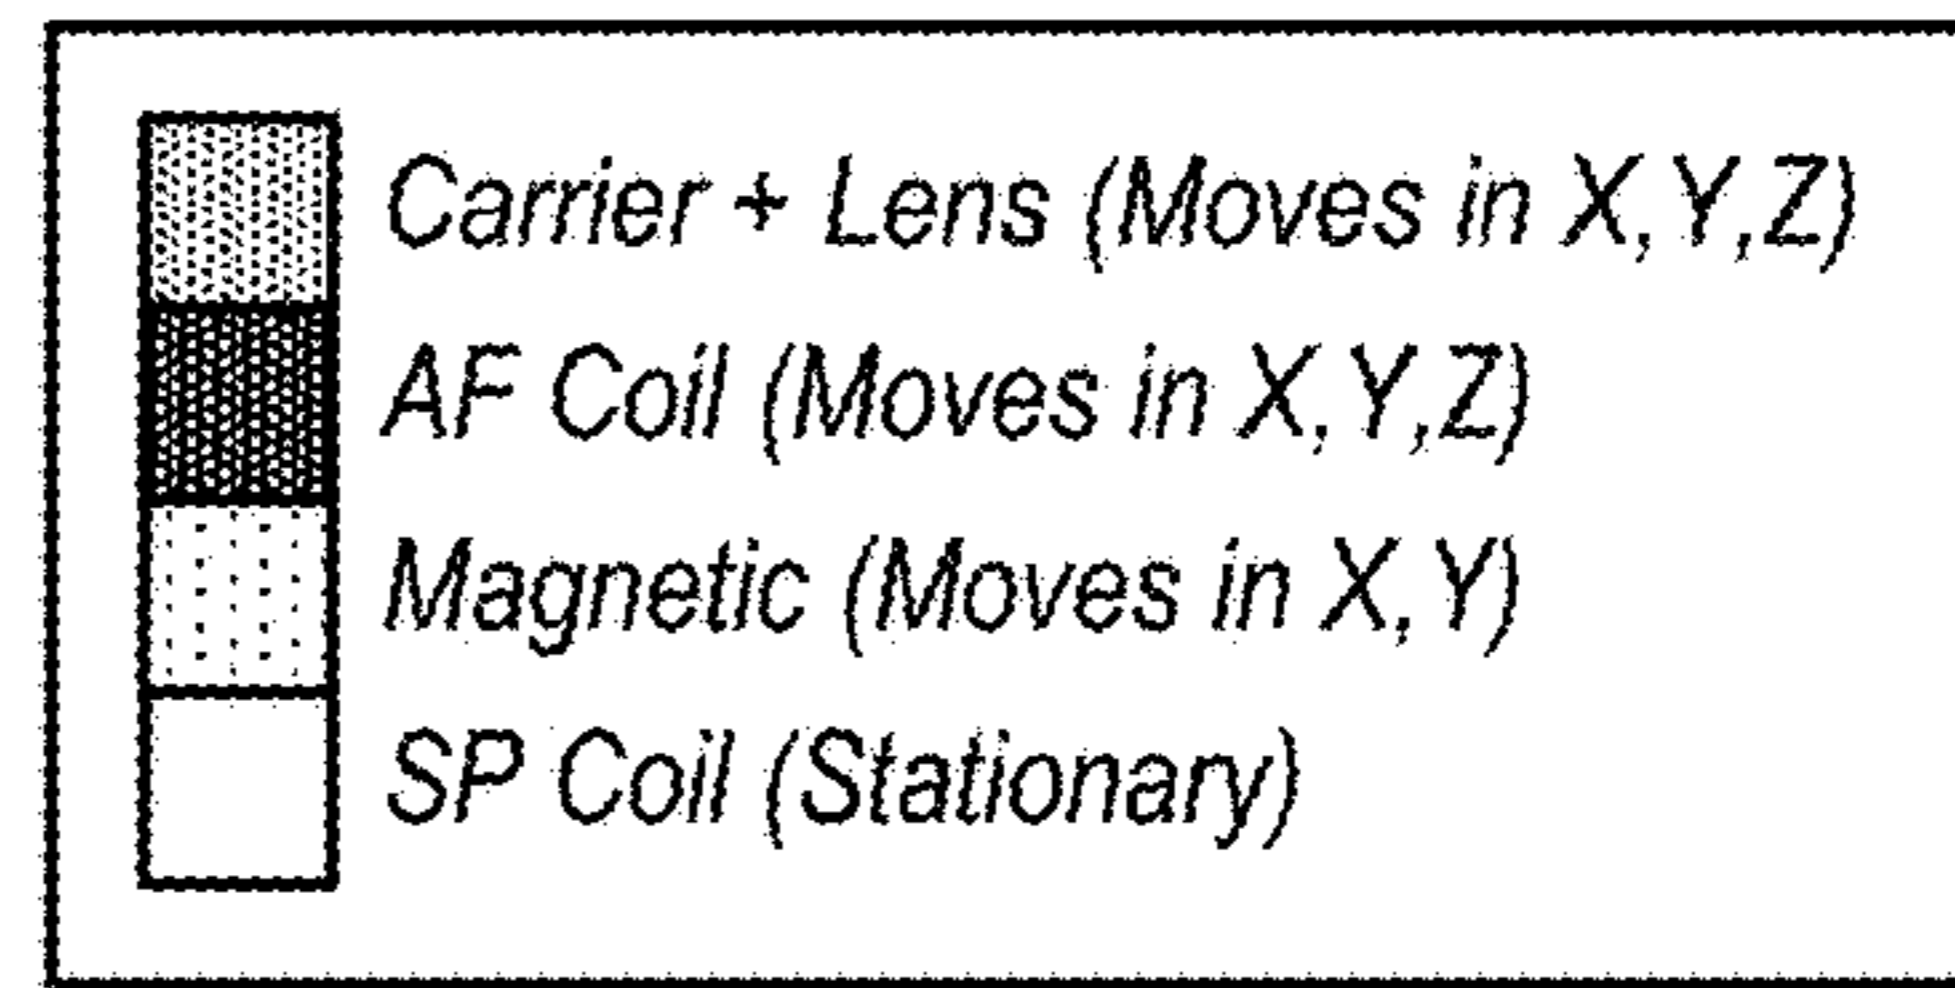 Carrier + Lens (Moves in X,Y,Z)
AF Coil (Moves in X,Y,Z)
Magnetic (Moves in X,Y)
SP Coil (Stationary)